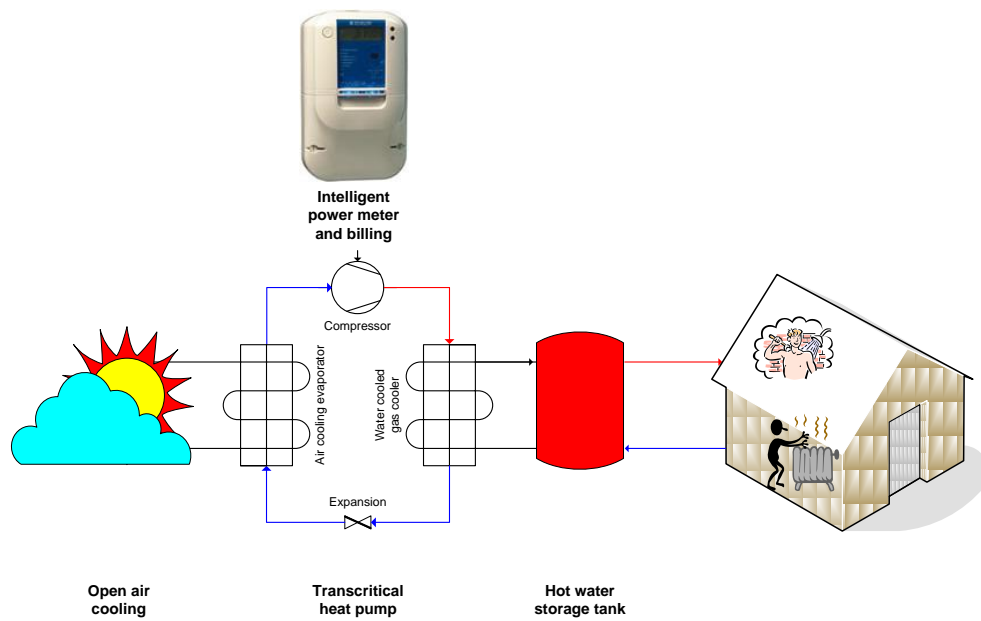 Intelligent
power meter
and billing
Compressor
Air cooling evaporator
Water cooled
gas cooler
Expansion
Open air
cooling
Transcritical
heat pump
Hot water
storage tank